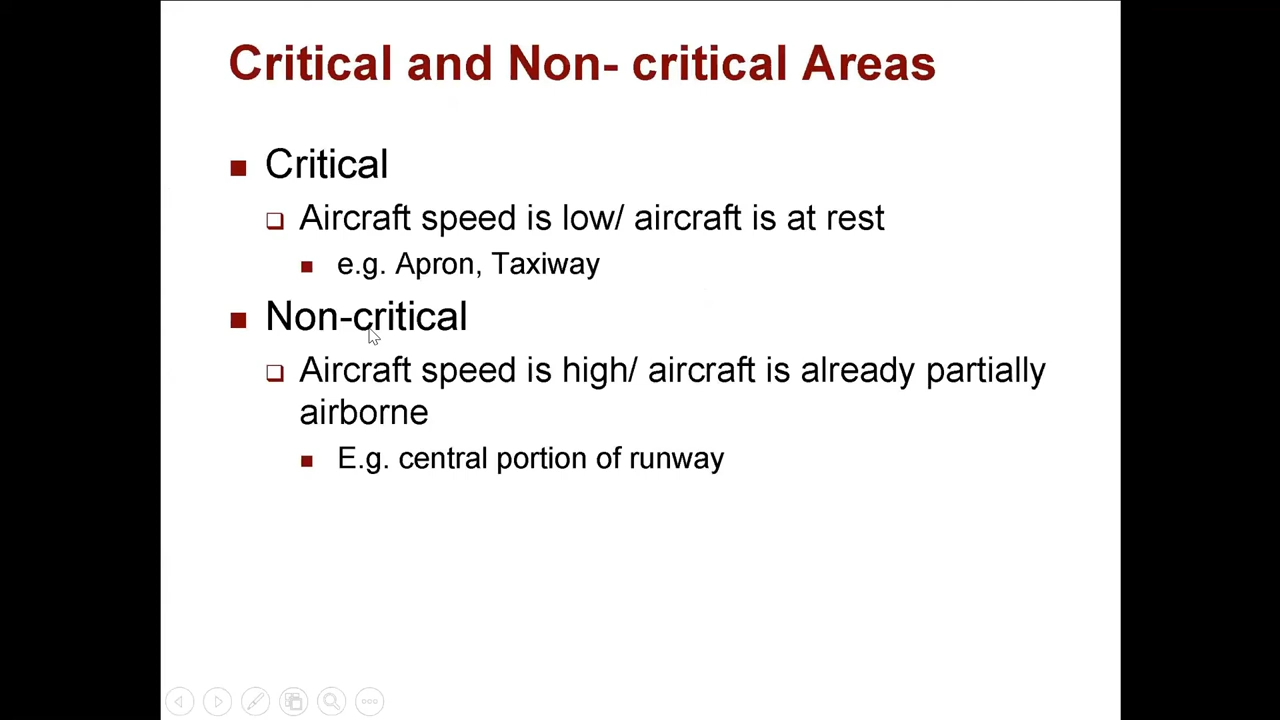 Critical and Non- critical Areas
Critical
Aircraft speed is low/ aircraft is at rest
e.g. Apron, Taxiway
Non-critical
Aircraft speed is high/ aircraft is already partially
airborne
E.g. central portion of runway